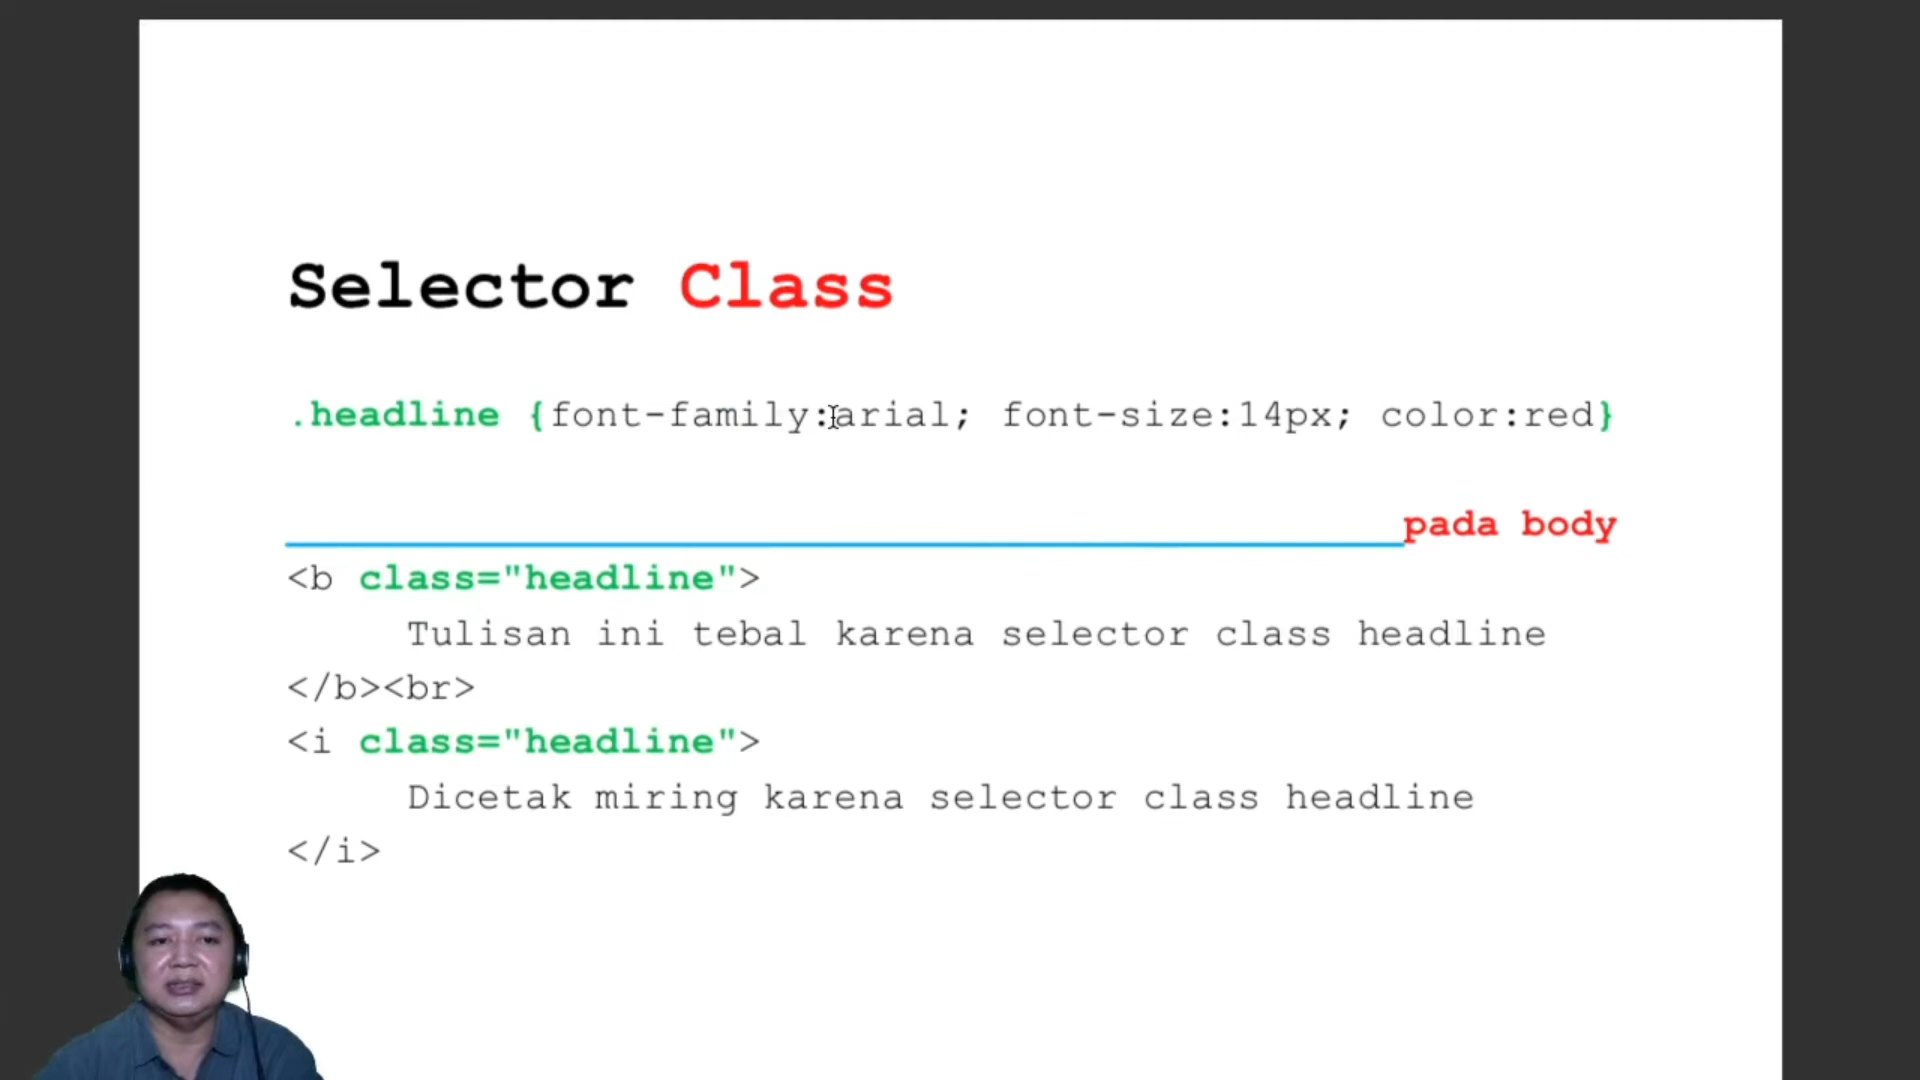 Selector Class
.headline {font-family:arial; font-size:14px; color:red}
pada body
<b class="headline">
Tulisan ini tebal karena selector class headline
</b><br>
<i class="headline">
Dicetak miring karena selector class headline
</i>